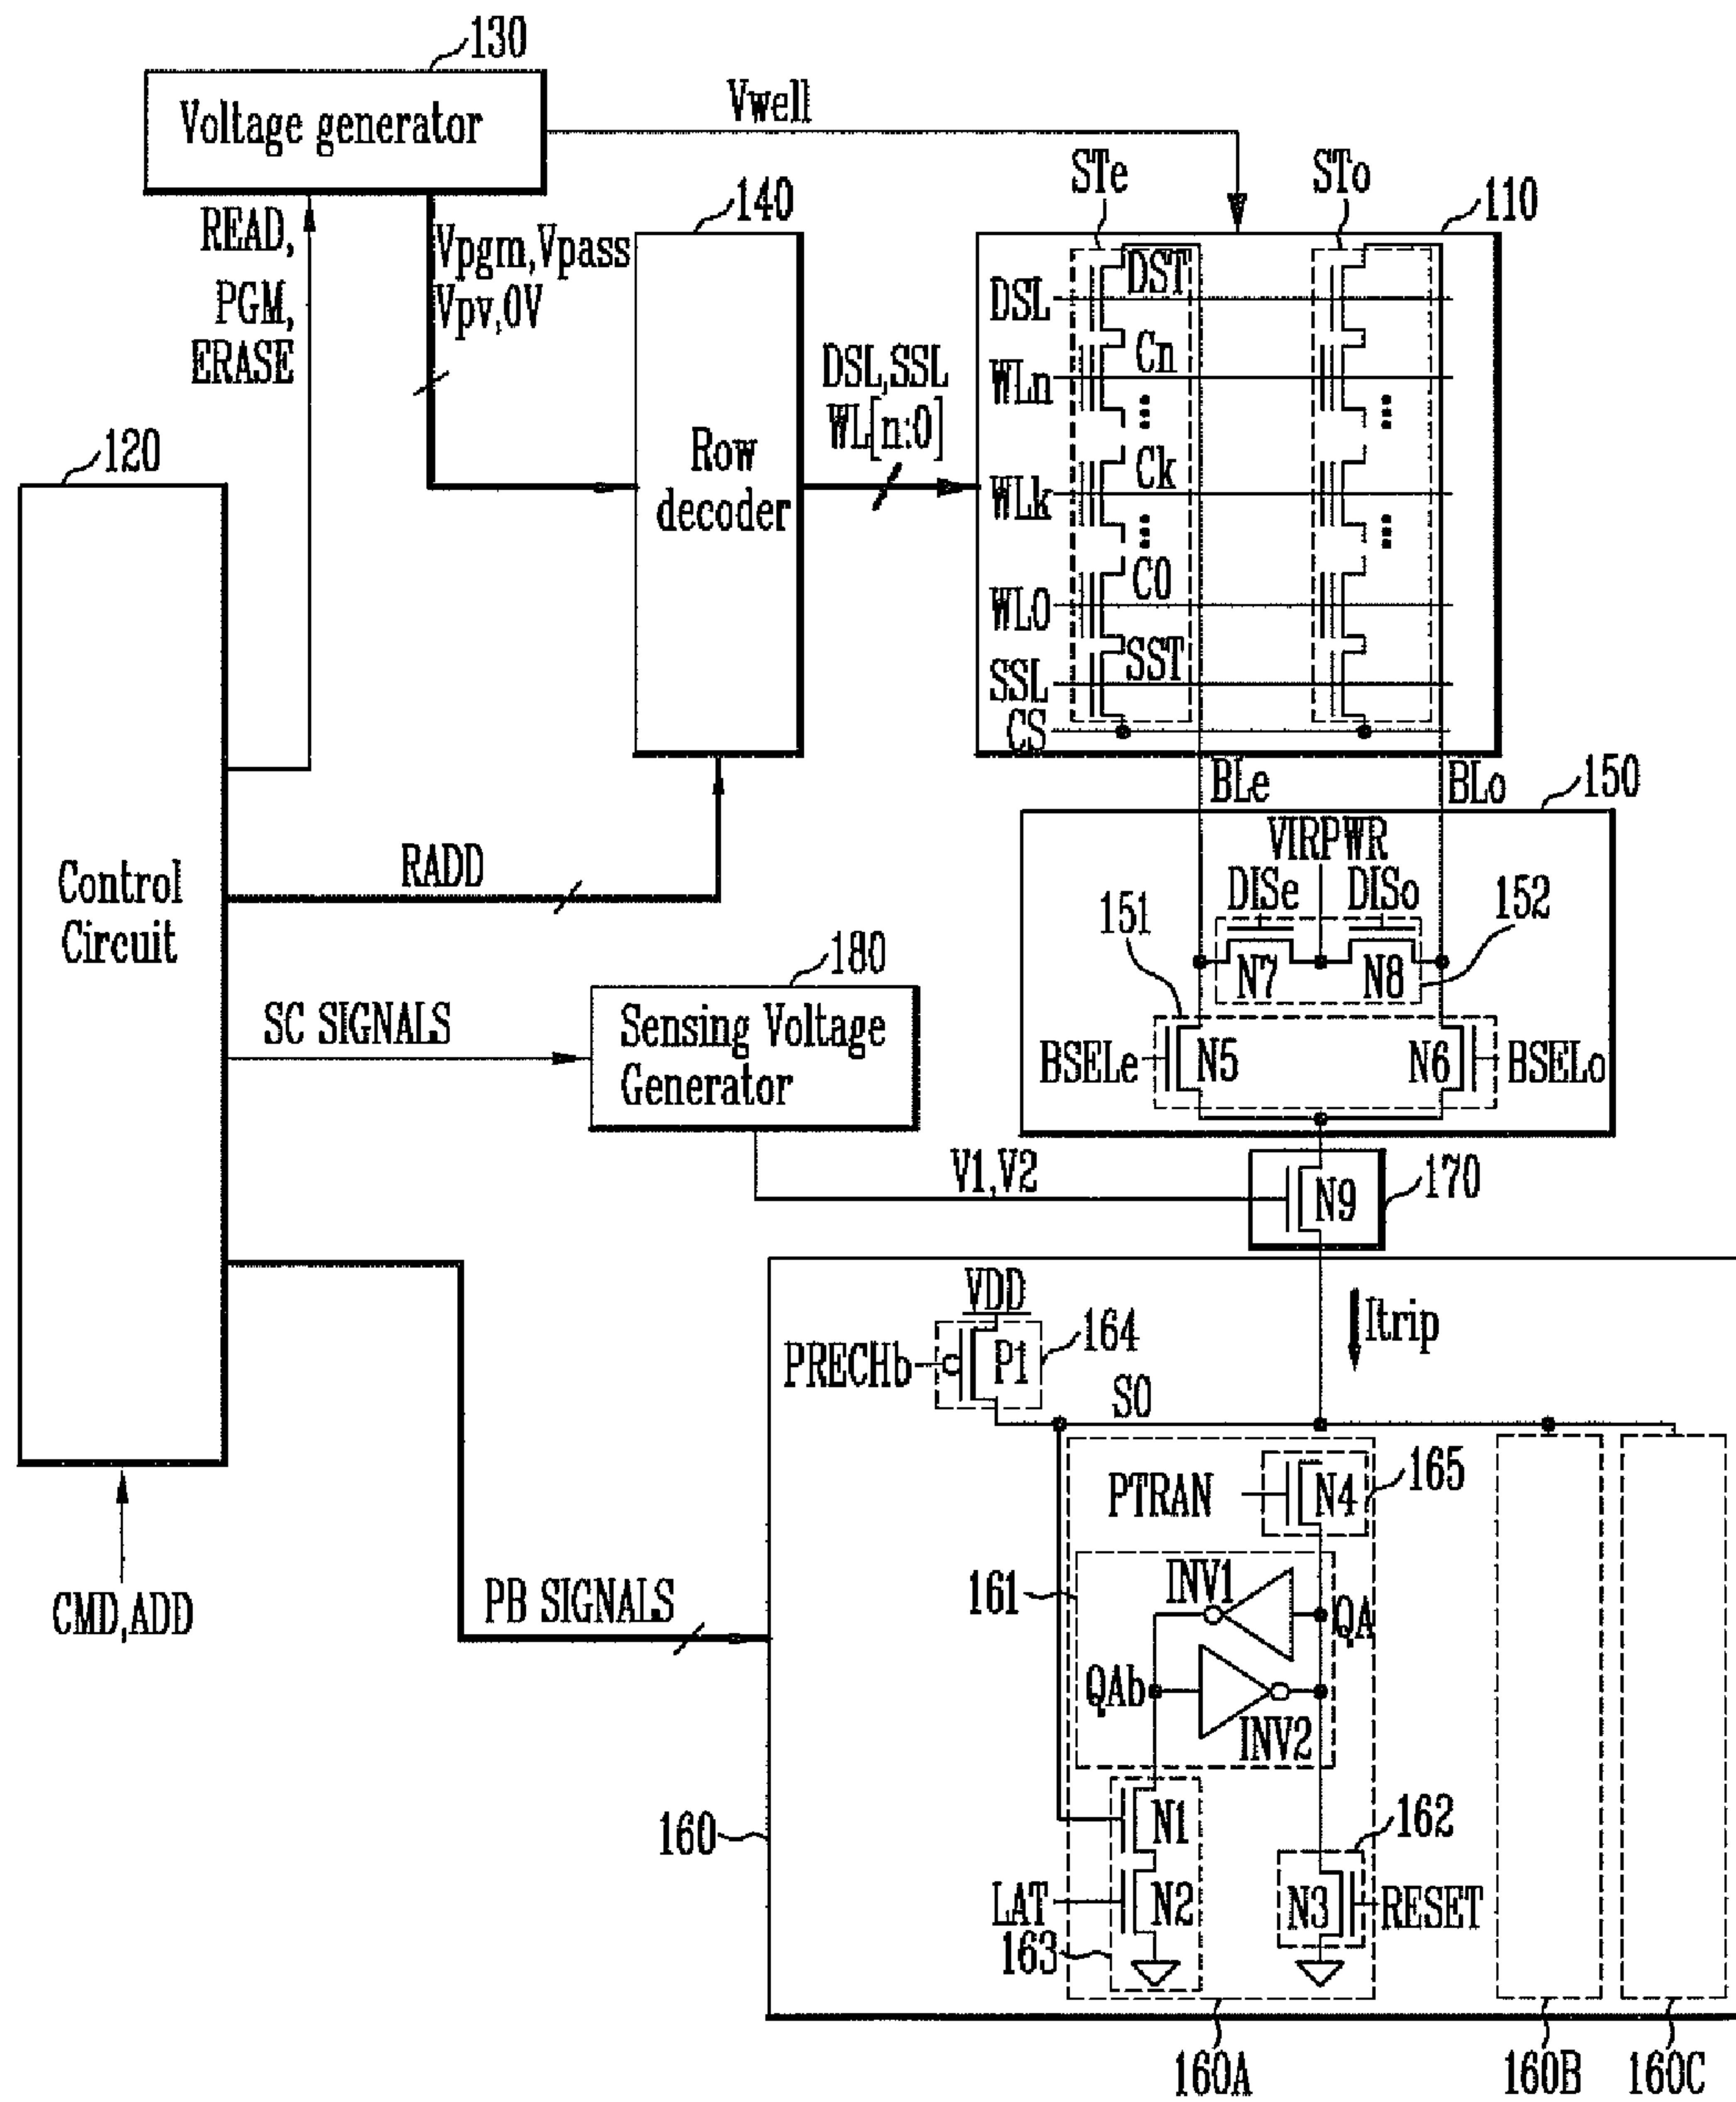 130
Voltage generator
Vwell
READ,
PGM,
ERASE
Vpgm,Vpass
Vpv,0V
140
Row
decoder
DSL,SSL
WL[n:0]
STe
STo
110
DSL
DST
WLn
Cn
WLk
Ck
WL0
C0
SSL
SST
CS
120
Control
Circuit
CMD,ADD
RADD
SC SIGNALS
180
Sensing Voltage
Generator
V1,V2
PB SIGNALS
BLe
BLo
150
VIRPWR
DISe
DISo
151
152
N7
N8
BSELe
N5
N6
BSELo
N9
170
Itrip
VDD
164
PRECHb
P1
SO
PTRAN
N4
165
161
INV1
QA
QAb
INV2
N1
162
160
LAT
N2
N3
RESET
163
160A
160B
160C